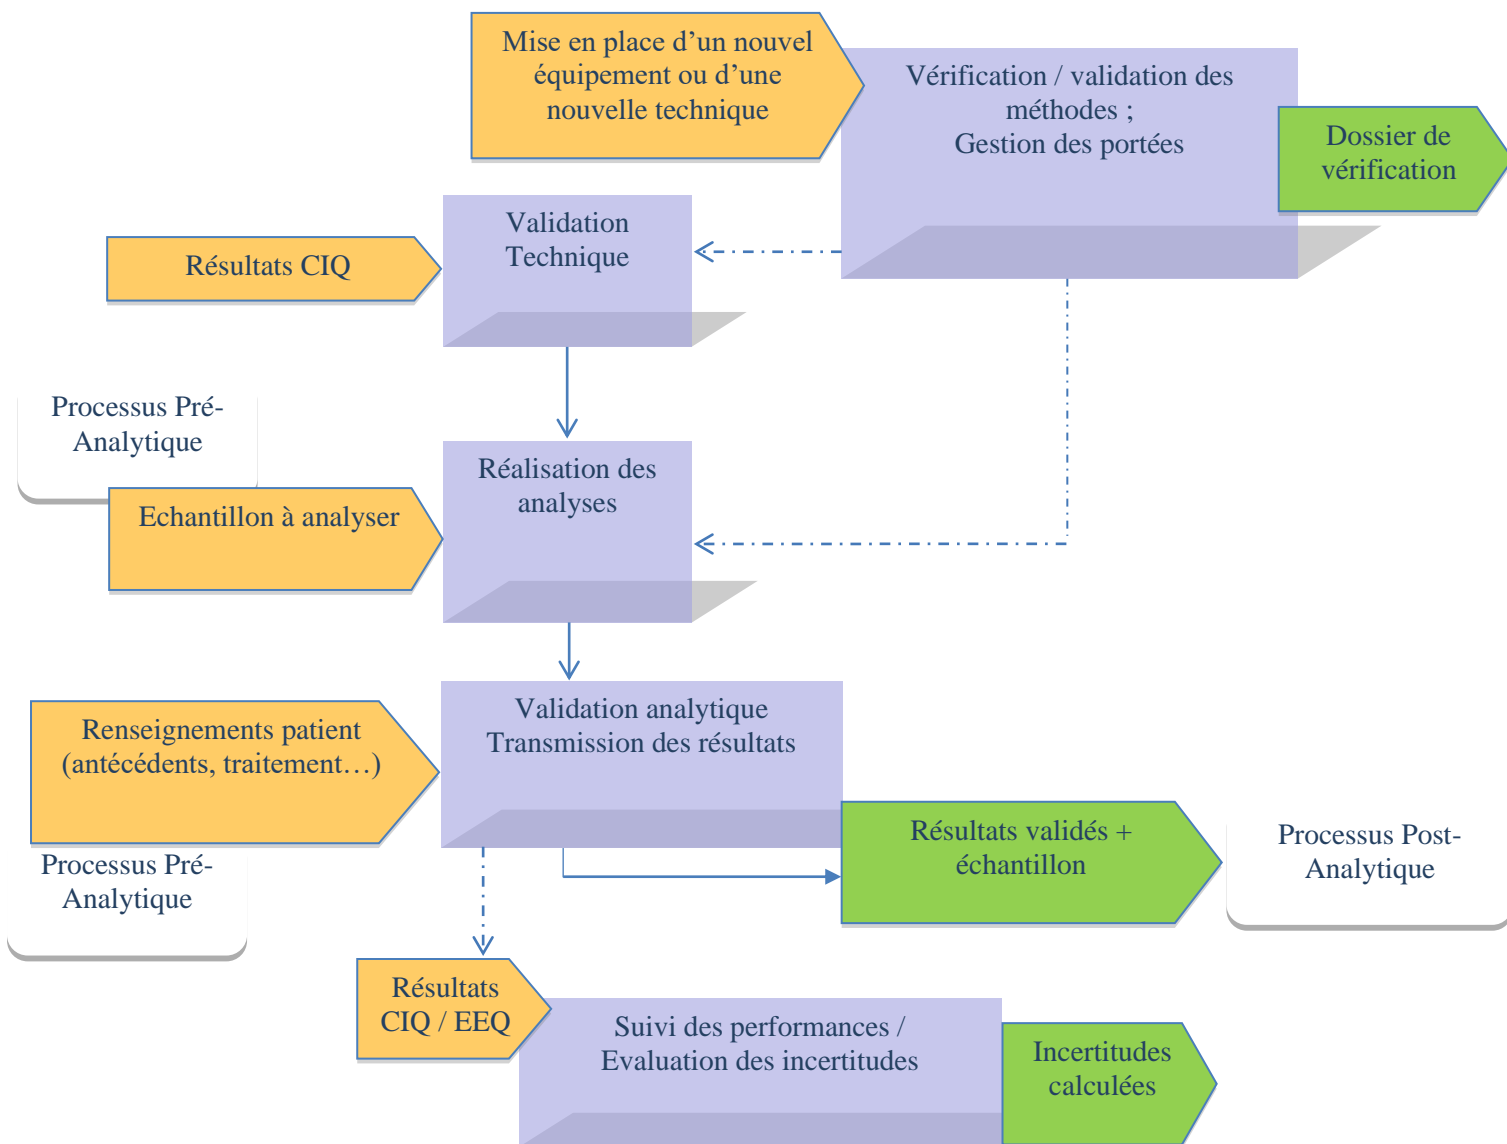 Mise en place d’un nouvel
équipement ou d’une
nouvelle technique
Vérification / validation des
méthodes ;
Gestion des portées
Dossier de
vérification
Validation
Technique
Résultats CIQ
Processus Pré-
Analytique
Réalisation des
analyses
Echantillon à analyser
Validation analytique
Transmission des résultats
Renseignements patient
(antécédents, traitement…)
Processus Pré-
Analytique
Résultats validés +
échantillon
Processus Post-
Analytique
Résultats
CIQ / EEQ
Suivi des performances /
Evaluation des incertitudes
Incertitudes
calculées